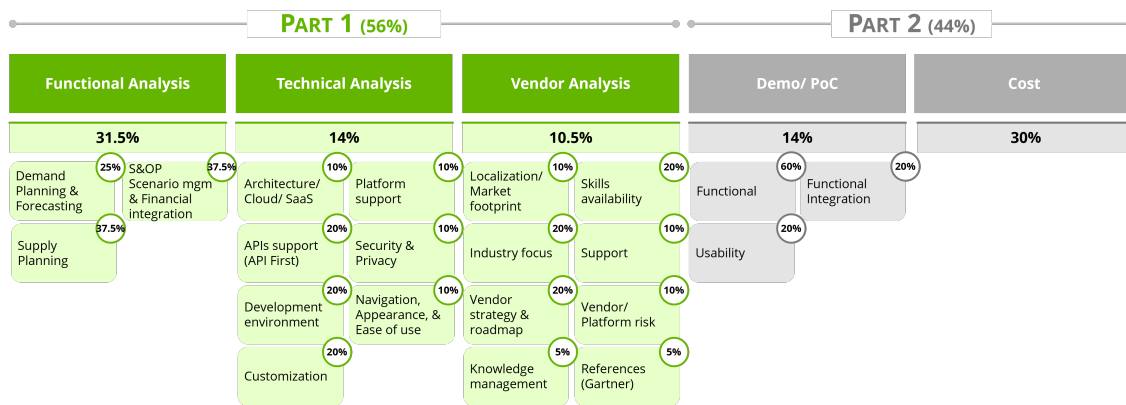 PART 1 (56%)
PART 2 (44%)
Functional Analysis
Technical Analysis
Vendor Analysis
Demo/ PoC
Cost
31.5%
14%
10.5%
14%
30%
Demand
Planning &
Forecasting
25%
S&OP
Scenario mgm
& Financial
integration
37.5%
Supply
Planning
37.5%
Architecture/
Cloud/ SaaS
10%
Platform
support
10%
APIs support
(API First)
20%
Security &
Privacy
10%
Development
environment
20%
Navigation,
Appearance, &
Ease of use
10%
Customization
20%
Localization/
Market
footprint
10%
Skills
availability
20%
Industry focus
20%
Support
10%
Vendor
strategy &
roadmap
20%
Vendor/
Platform risk
10%
Knowledge
management
5%
References
(Gartner)
5%
Functional
60%
Functional
Integration
20%
Usability
20%